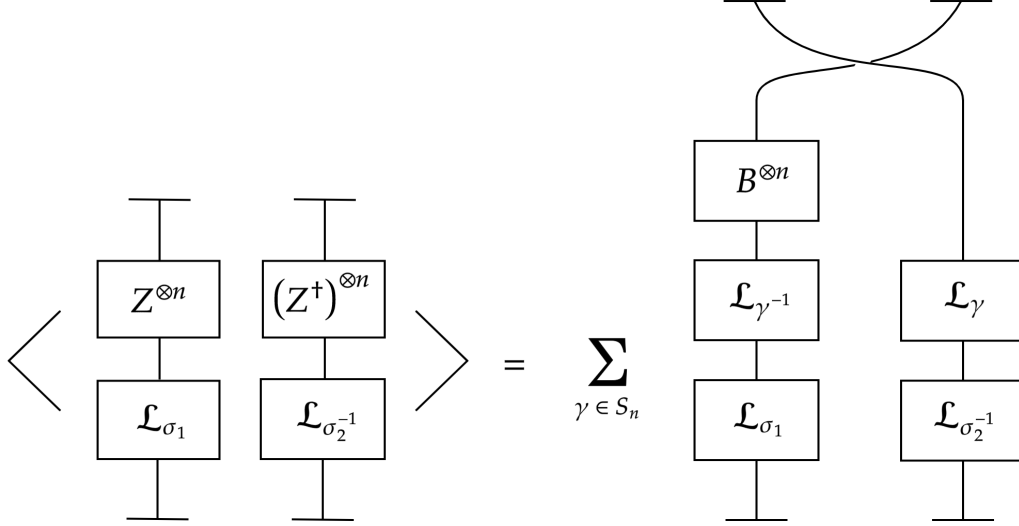 B^{⊗n}
Z^{⊗n} (Z^†)^{⊗n} 𝓛_{γ^{-1}} 𝓛_γ
= ∑_{γ ∈ S_n}
𝓛_{σ_1} 𝓛_{σ_2^{-1}} 𝓛_{σ_1} 𝓛_{σ_2^{-1}}